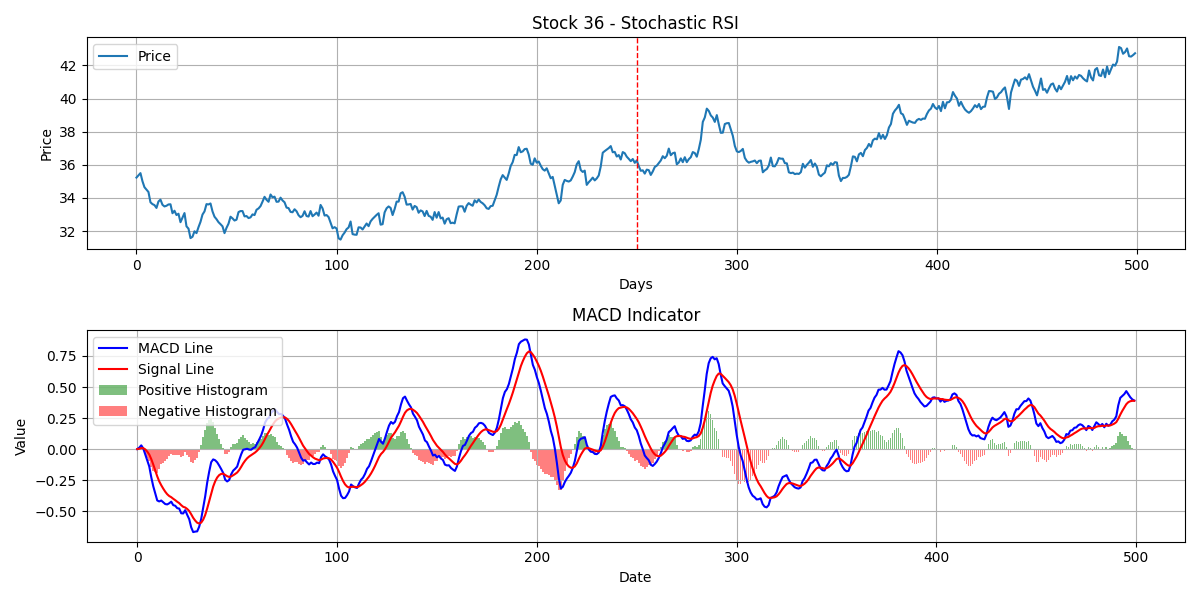 Stock 36 - Stochastic RSI
Price
42
40
38
36
34
32
Price
0 100 200 300 400 500
Days
MACD Indicator
MACD Line
Signal Line
Positive Histogram
Negative Histogram
0.75
0.50
0.25
0.00
−0.25
−0.50
Value
0 100 200 300 400 500
Date